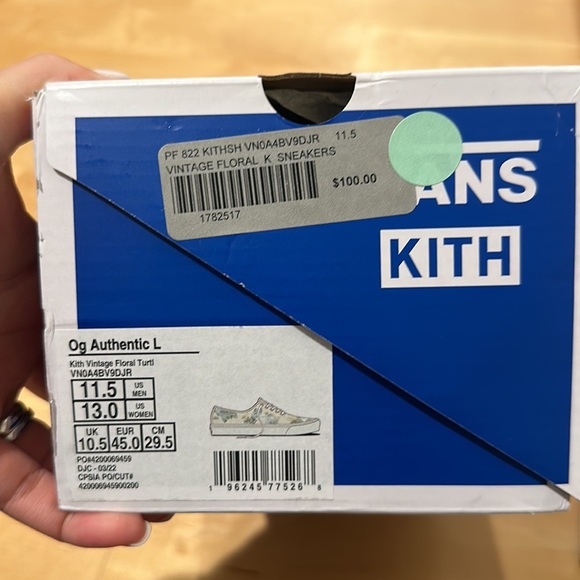 PF 822 KITHSH VN0A4BV9DJR 11.5
VINTAGE FLORAL K SNEAKERS
$100.00
1782517
ANS
KITH
Og Authentic L
Kith Vintage Floral Turtl
VN0A4BV9DJR
11.5 US MEN
13.0 US WOMEN
UK EUR CM
10.5 45.0 29.5
PO#4200069459
DJC - 03/22
CPSIA PO/CUT#
420006945900200
1 96245 77526 8